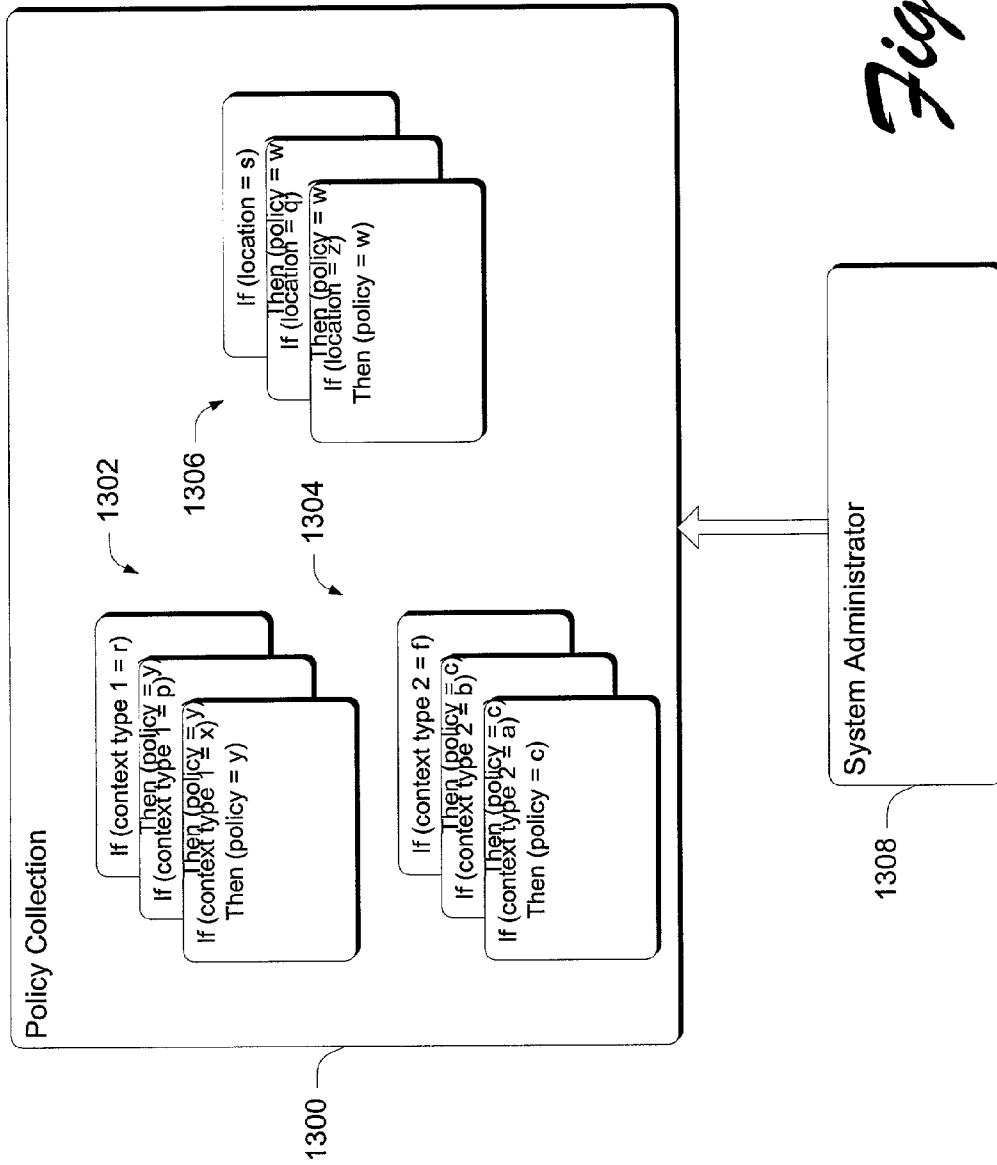 Policy Collection
1300
1302
If (context type 1 = r)
Then (policy = y
If (context type 1 = p)
Then (policy = y)
If (context type 1 = x)
Then (policy = y)
1304
If (context type 2 = f)
Then (policy = c
If (context type 2 = b)
Then (policy = c)
If (context type 2 = a)
Then (policy = c)
1306
If (location = s)
Then (policy = w
If (location = q)
Then (policy = w
If (location = z)
Then (policy = w)
System Administrator
1308
Fig